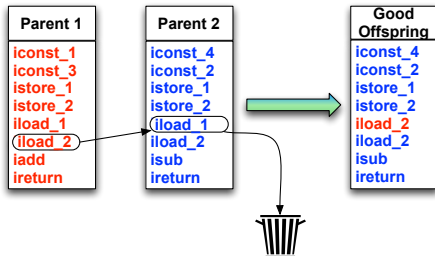 Parent 1
iconst_1
iconst_3
istore_1
istore_2
iload_1
iload_2
iadd
ireturn
Parent 2
iconst_4
iconst_2
istore_1
istore_2
iload_1
iload_2
isub
ireturn
Good
Offspring
iconst_4
iconst_2
istore_1
istore_2
iload_2
iload_2
isub
ireturn